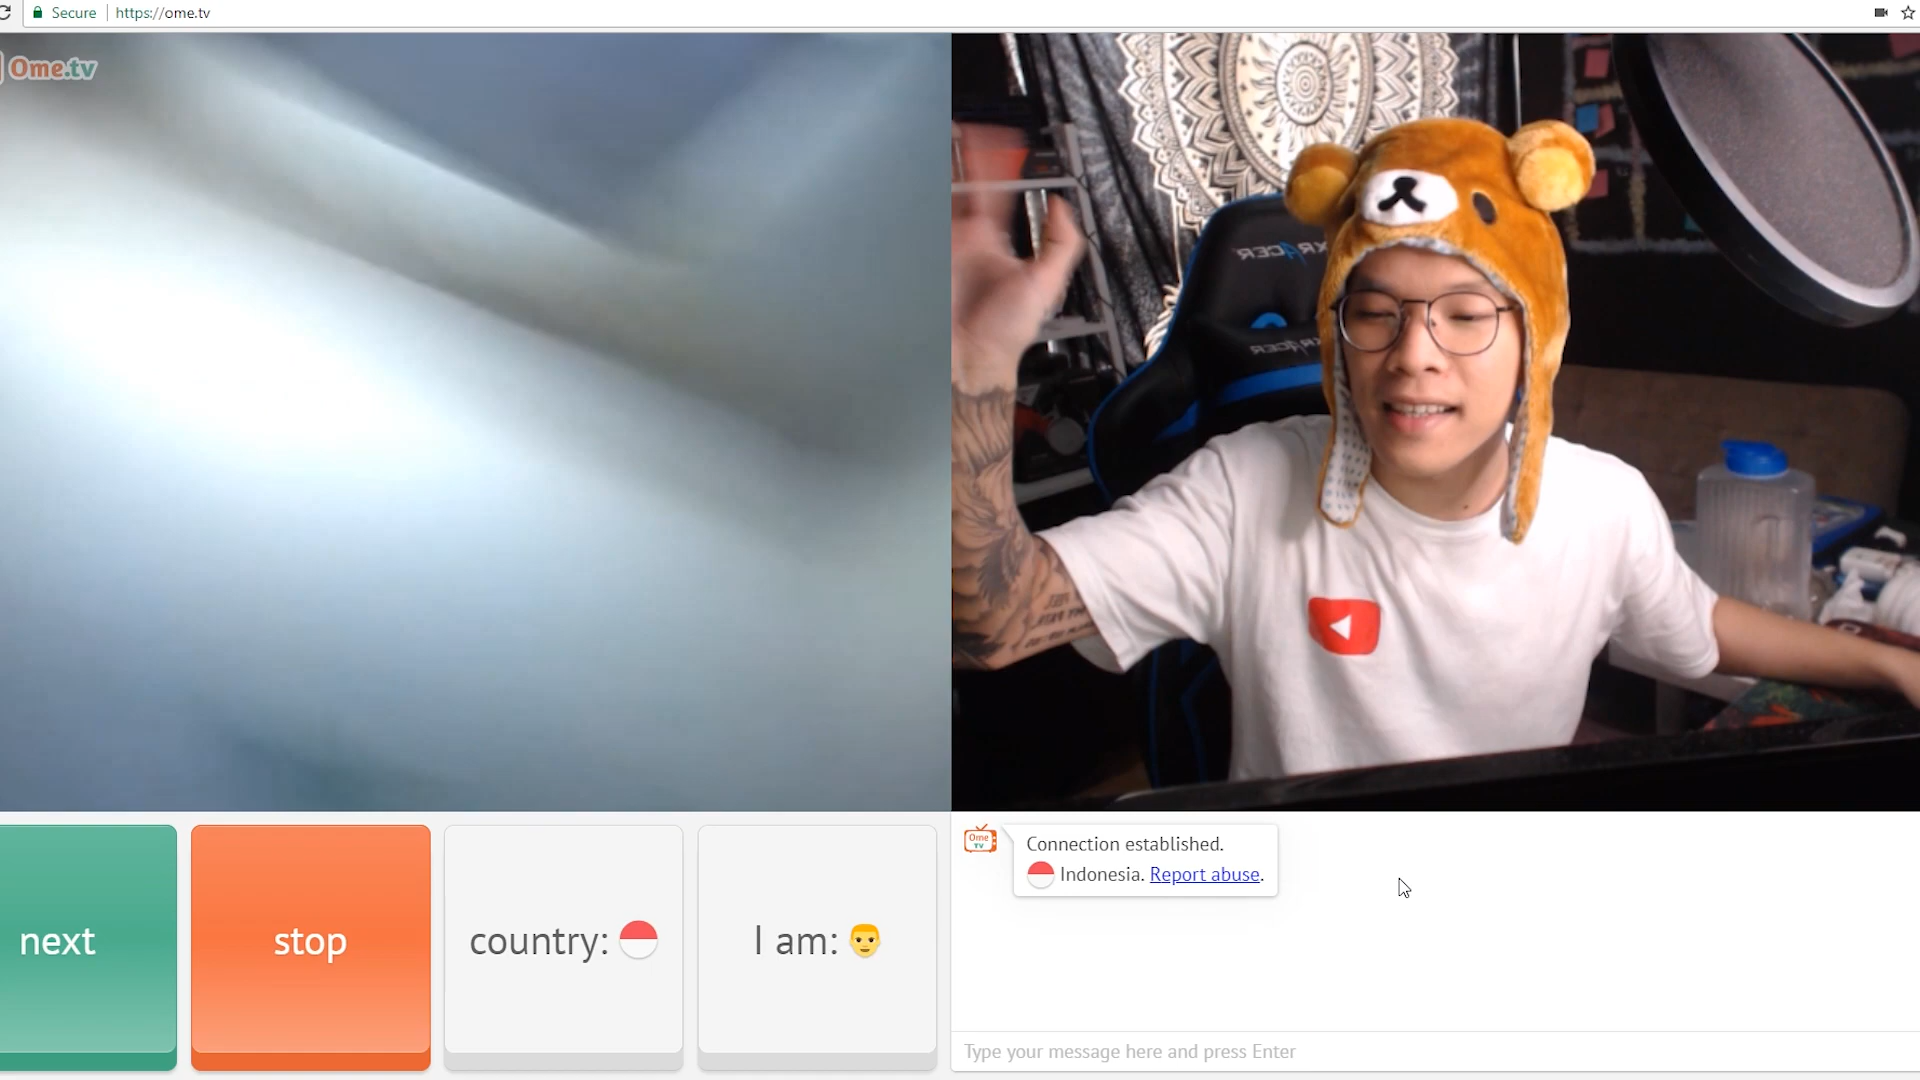 Secure
https://ome.tv
Ome.tv
Connection established.
Indonesia. Report abuse.
next
stop
country:
I am:
Type your message here and press Enter